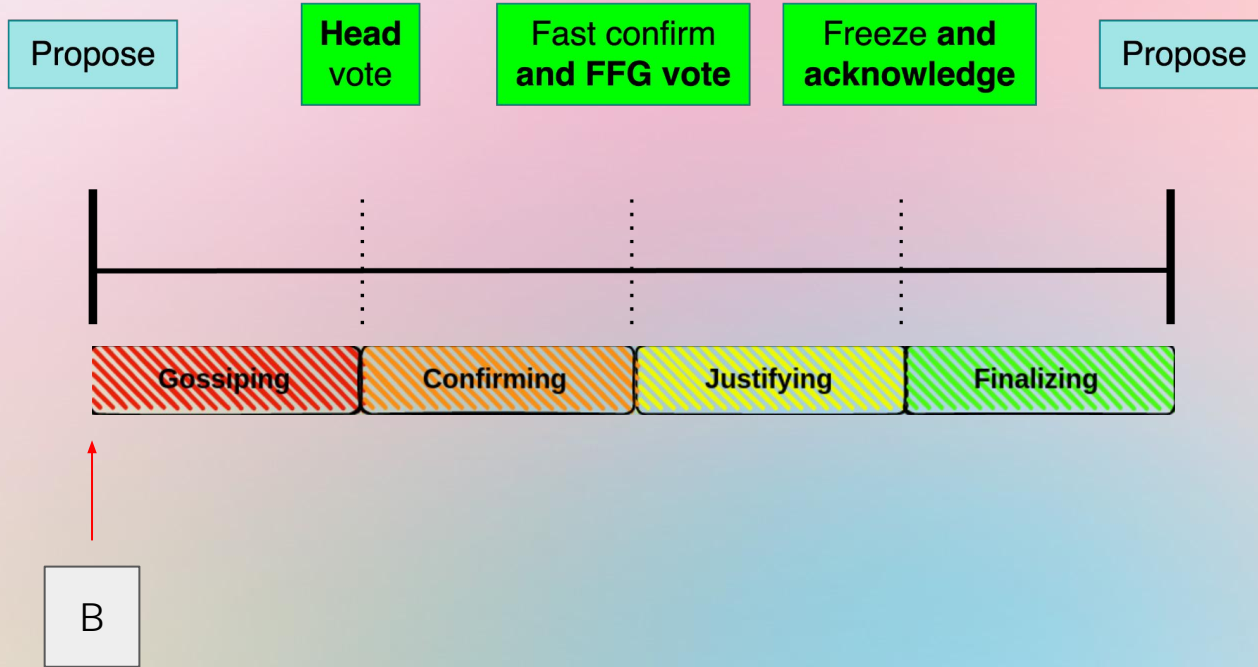 Propose
Head
vote
Fast confirm
and FFG vote
Freeze and
acknowledge
Propose
Gossiping
Confirming
Justifying
Finalizing
B